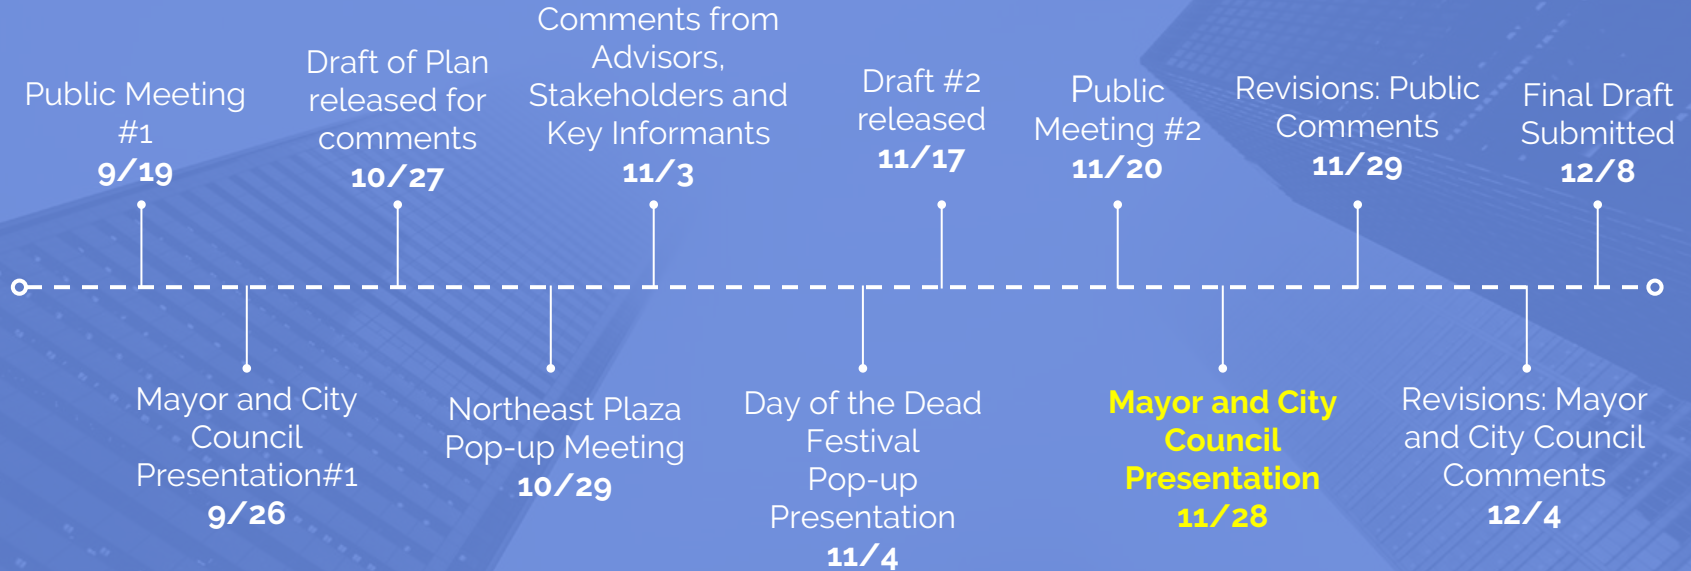 Public Meeting
#1
9/19
Draft of Plan
released for
comments
10/27
Comments from
Advisors,
Stakeholders and
Key Informants
11/3
Draft #2
released
11/17
Public
Meeting #2
11/20
Revisions: Public
Comments
11/29
Final Draft
Submitted
12/8
Mayor and City
Council
Presentation#1
9/26
Northeast Plaza
Pop-up Meeting
10/29
Day of the Dead
Festival
Pop-up
Presentation
11/4
Mayor and City
Council
Presentation
11/28
Revisions: Mayor
and City Council
Comments
12/4